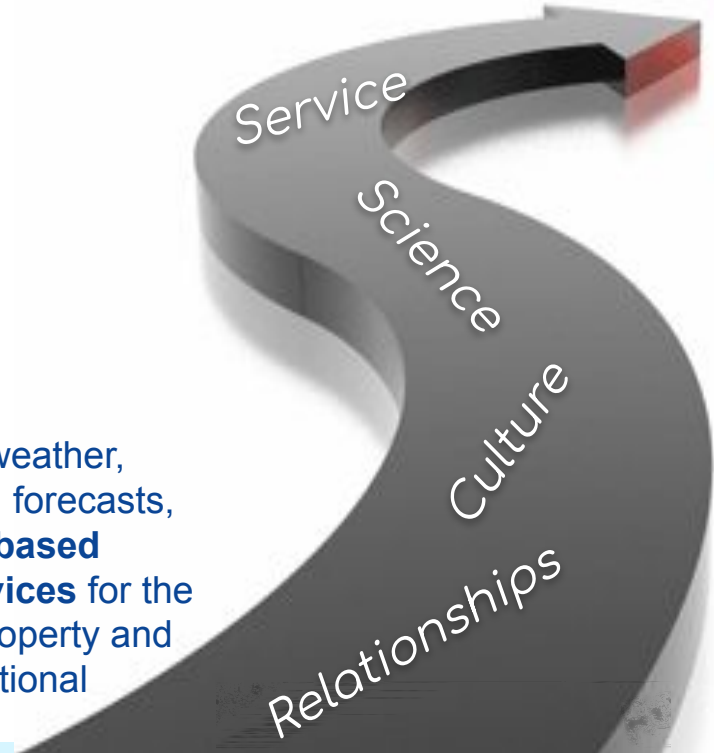 Service
Science
Culture
Relationships
weather,
forecasts,
based
vices for the
operty and
tional